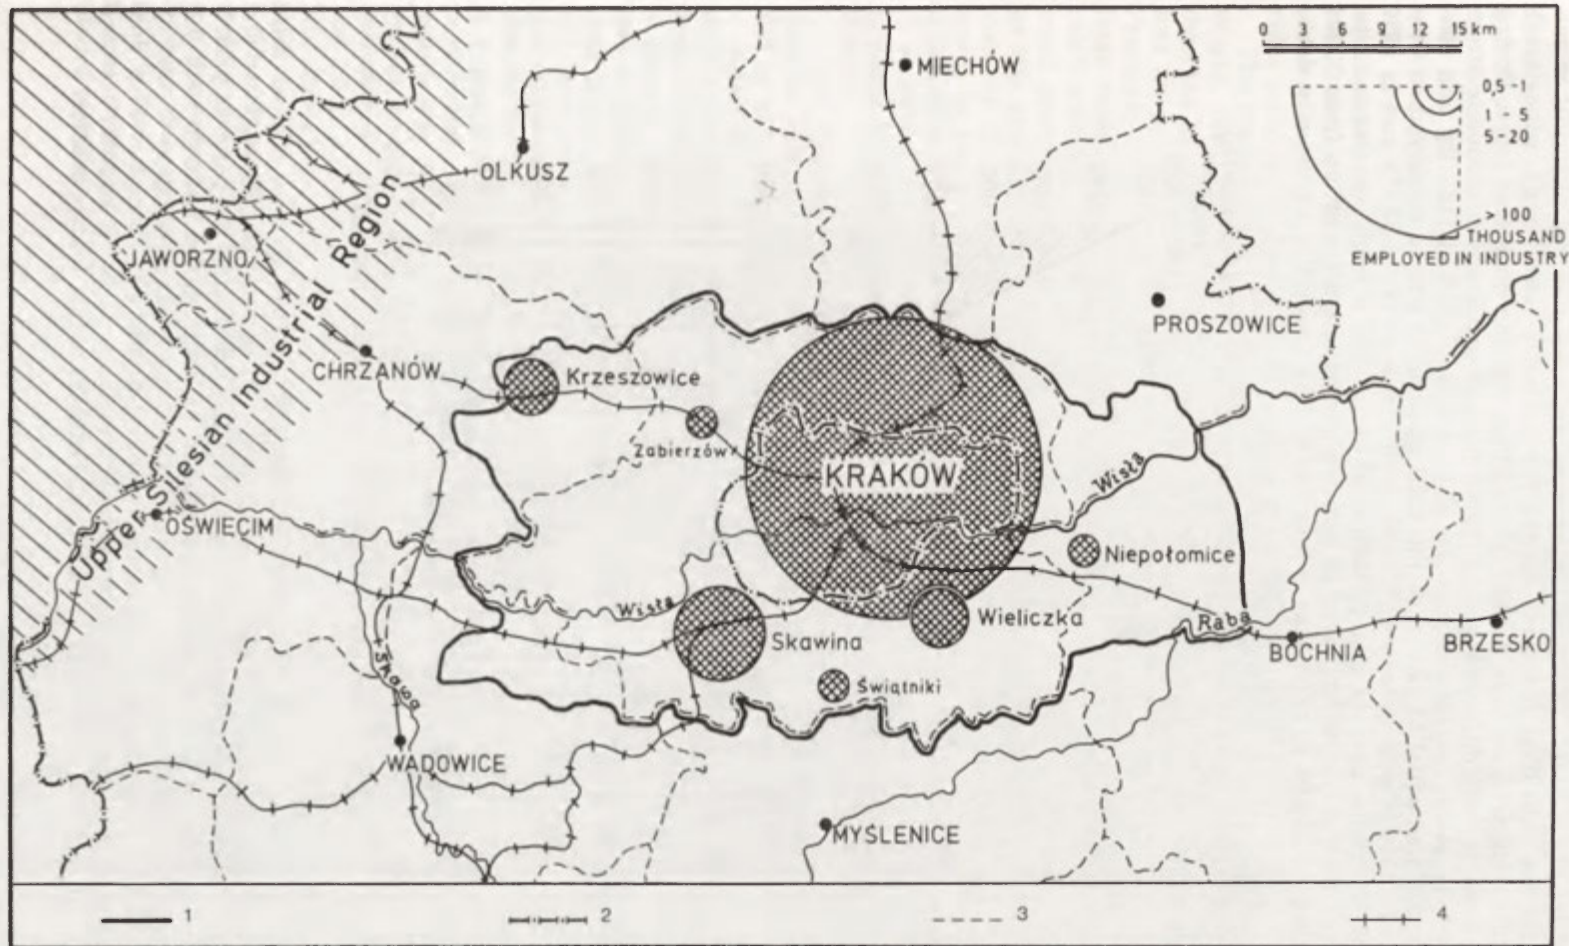 0 3 6 9 12 15 km
MIECHÓW
0,5-1
1 - 5
5-20
OLKUSZ
> 100
THOUSAND
EMPLOYED IN INDUSTRY
JAWORZNO
Upper Silesian Industrial Region
PROSZOWICE
CHRZANÓW
Krzeszowice
Zabierzów
KRAKÓW
Wisła
OŚWIĘCIM
Niepołomice
Wisła
Wieliczka
Raba
Skawina
BOCHNIA
BRZESKO
Skawa
Świątniki
WADOWICE
MYŚLENICE
1 2 3 4